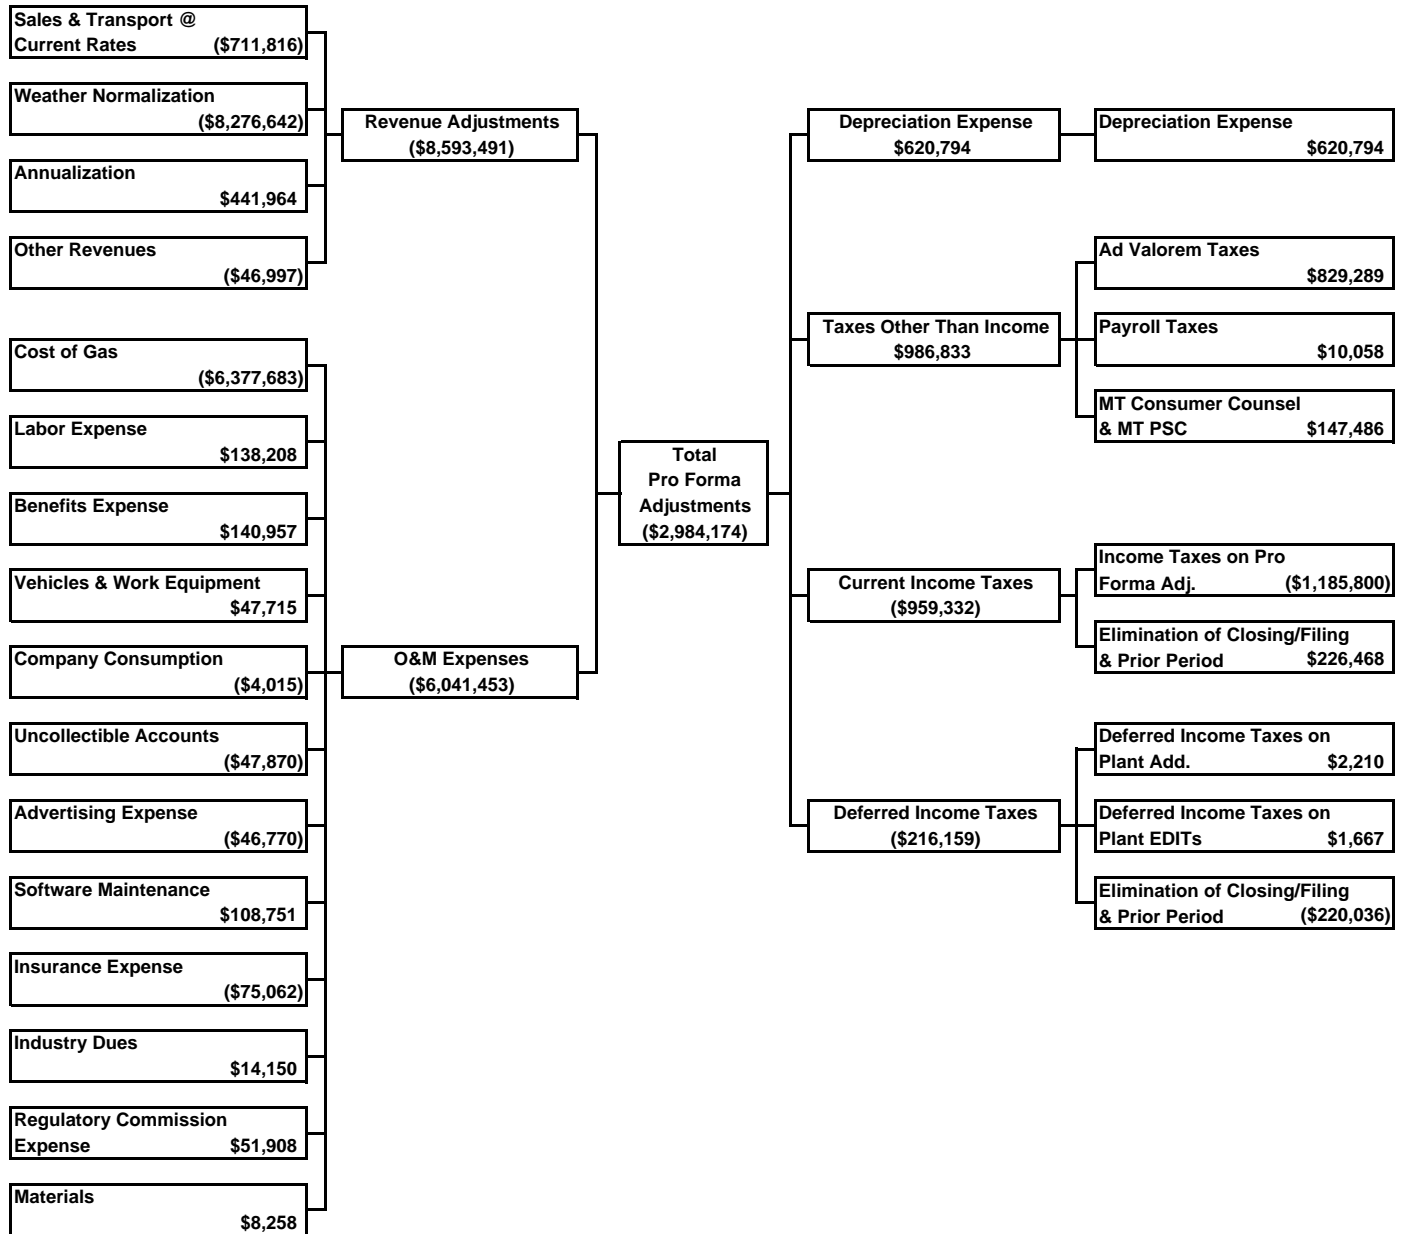 Sales & Transport @
Current Rates ($711,816)
Weather Normalization
($8,276,642)
Annualization
$441,964
Other Revenues
($46,997)
Revenue Adjustments
($8,593,491)
Cost of Gas
($6,377,683)
Labor Expense
$138,208
Benefits Expense
$140,957
Vehicles & Work Equipment
$47,715
Company Consumption
($4,015)
Uncollectible Accounts
($47,870)
Advertising Expense
($46,770)
Software Maintenance
$108,751
Insurance Expense
($75,062)
Industry Dues
$14,150
Regulatory Commission
Expense $51,908
Materials
$8,258
O&M Expenses
($6,041,453)
Total
Pro Forma
Adjustments
($2,984,174)
Depreciation Expense
$620,794
Depreciation Expense
$620,794
Taxes Other Than Income
$986,833
Ad Valorem Taxes
$829,289
Payroll Taxes
$10,058
MT Consumer Counsel
& MT PSC $147,486
Current Income Taxes
($959,332)
Income Taxes on Pro
Forma Adj. ($1,185,800)
Elimination of Closing/Filing
& Prior Period $226,468
Deferred Income Taxes
($216,159)
Deferred Income Taxes on
Plant Add. $2,210
Deferred Income Taxes on
Plant EDITs $1,667
Elimination of Closing/Filing
& Prior Period ($220,036)